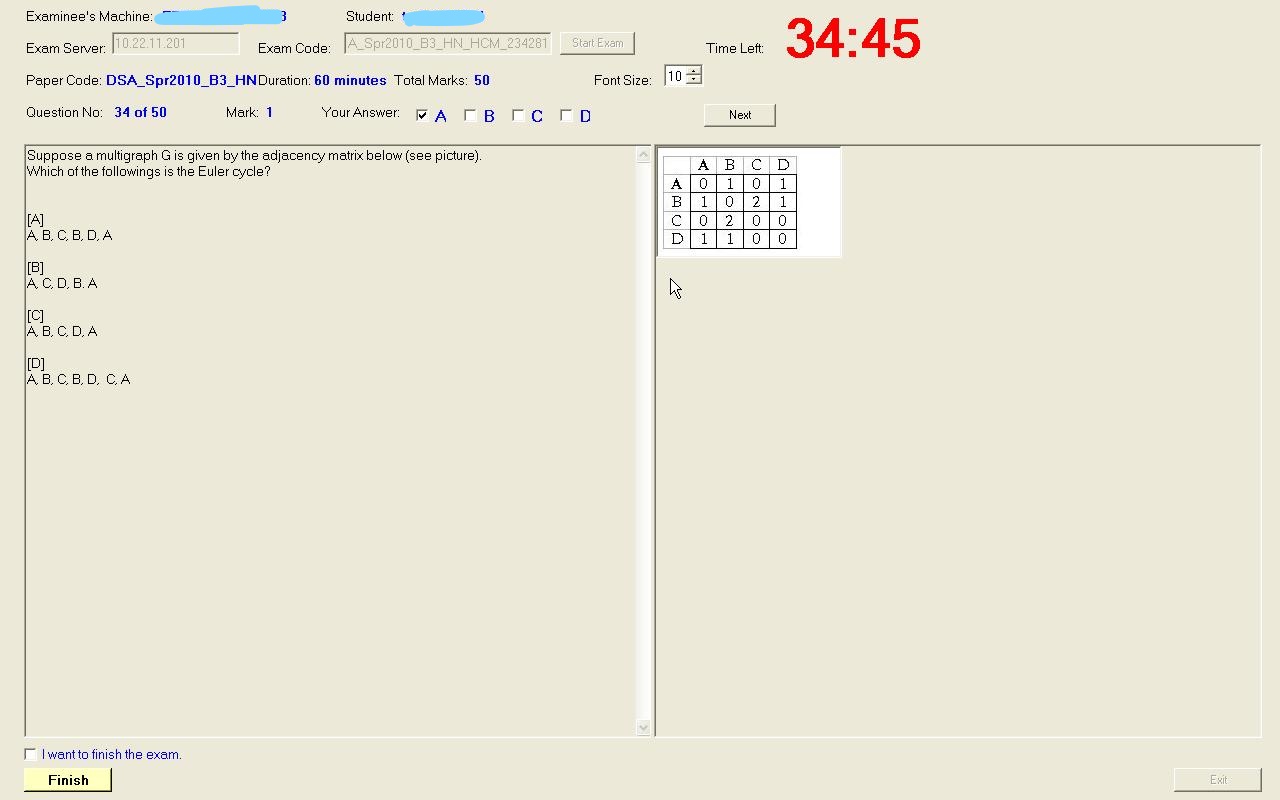 Examinee's Machine: Student:
Exam Server: 10.22.11.201 Exam Code: A_Spr2010_B3_HN_HCM_234281 Start Exam Time Left: 34:45
Paper Code: DSA_Spr2010_B3_HN Duration: 60 minutes Total Marks: 50 Font Size: 10
Question No: 34 of 50 Mark: 1 Your Answer: A B C D Next
Suppose a multigraph G is given by the adjacency matrix below (see picture).
Which of the followings is the Euler cycle?
[A]
A, B, C, B, D, A
[B]
A, C, D, B. A
[C]
A, B, C, D, A
[D]
A, B, C, B, D, C, A
A B C D
A 0 1 0 1
B 1 0 2 1
C 0 2 0 0
D 1 1 0 0
I want to finish the exam.
Finish Exit